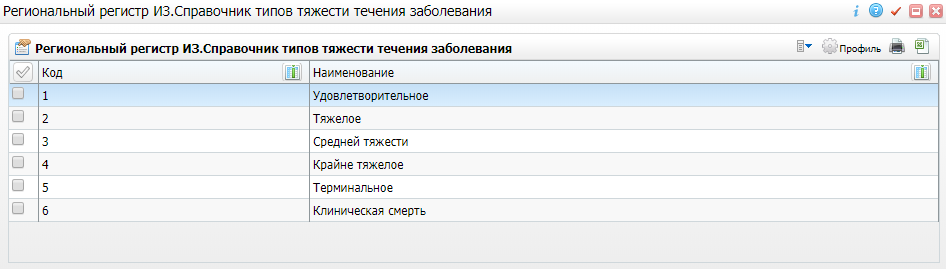 Региональный регистр ИЗ.Справочник типов тяжести течения заболевания
Региональный регистр ИЗ.Справочник типов тяжести течения заболевания Профиль
Код Наименование
1 Удовлетворительное
2 Тяжелое
3 Средней тяжести
4 Крайне тяжелое
5 Терминальное
6 Клиническая смерть